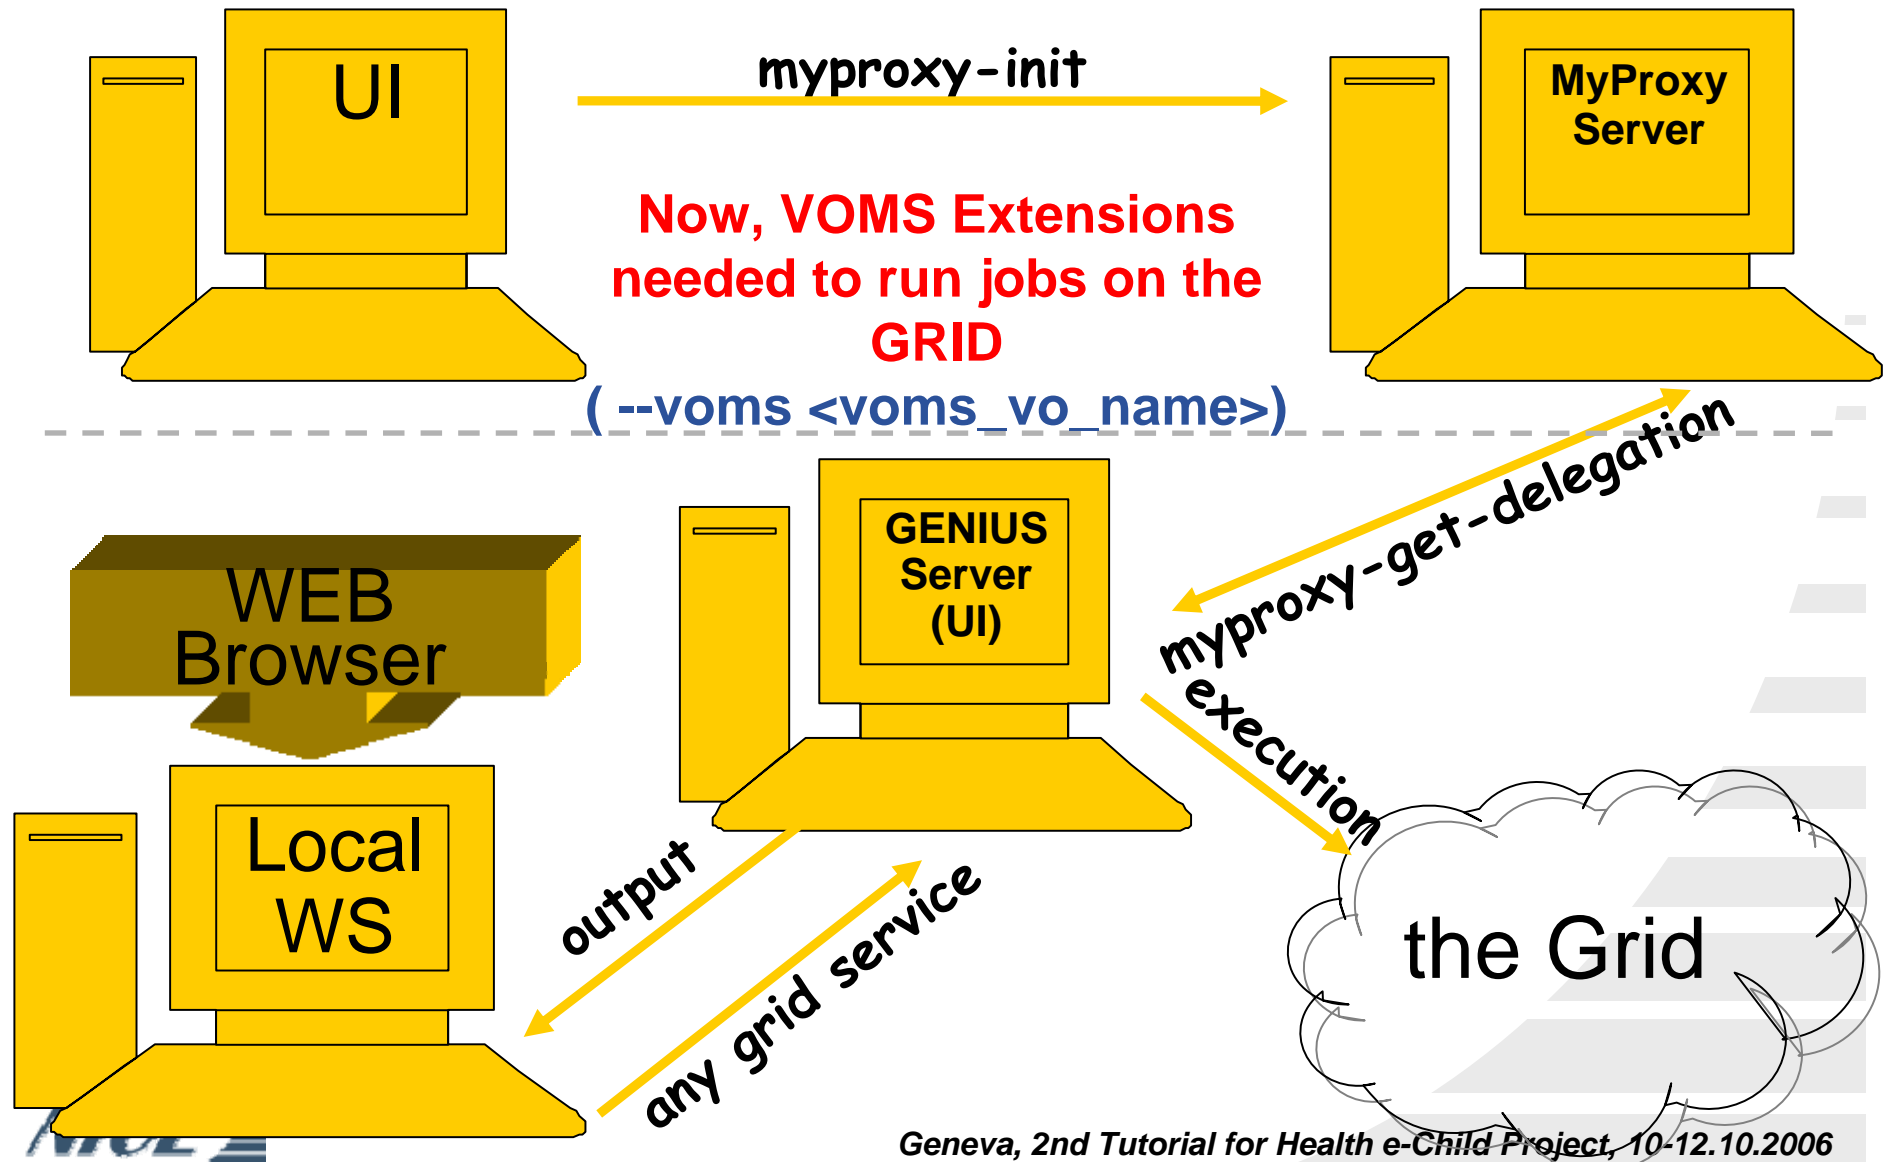 UI
myproxy-init
MyProxy
Server
Now, VOMS Extensions
needed to run jobs on the
GRID
( --voms <voms_vo_name>)
myproxy-get-delegation
GENIUS
Server
(UI)
WEB
Browser
execution
Local
WS
output
any grid service
the Grid
Geneva, 2nd Tutorial for Health e-Child Project, 10-12.10.2006